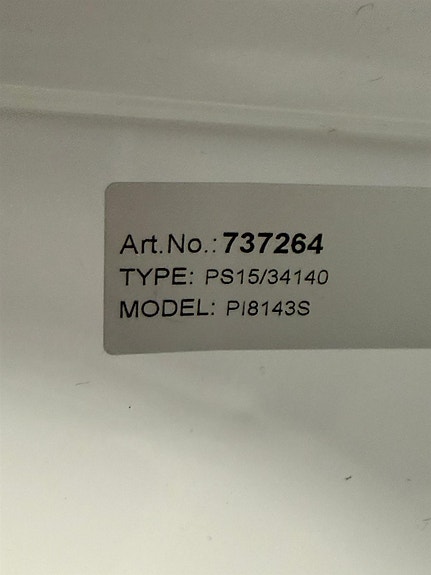 Art.No.: 737264
TYPE: PS15/34140
MODEL: PI8143S